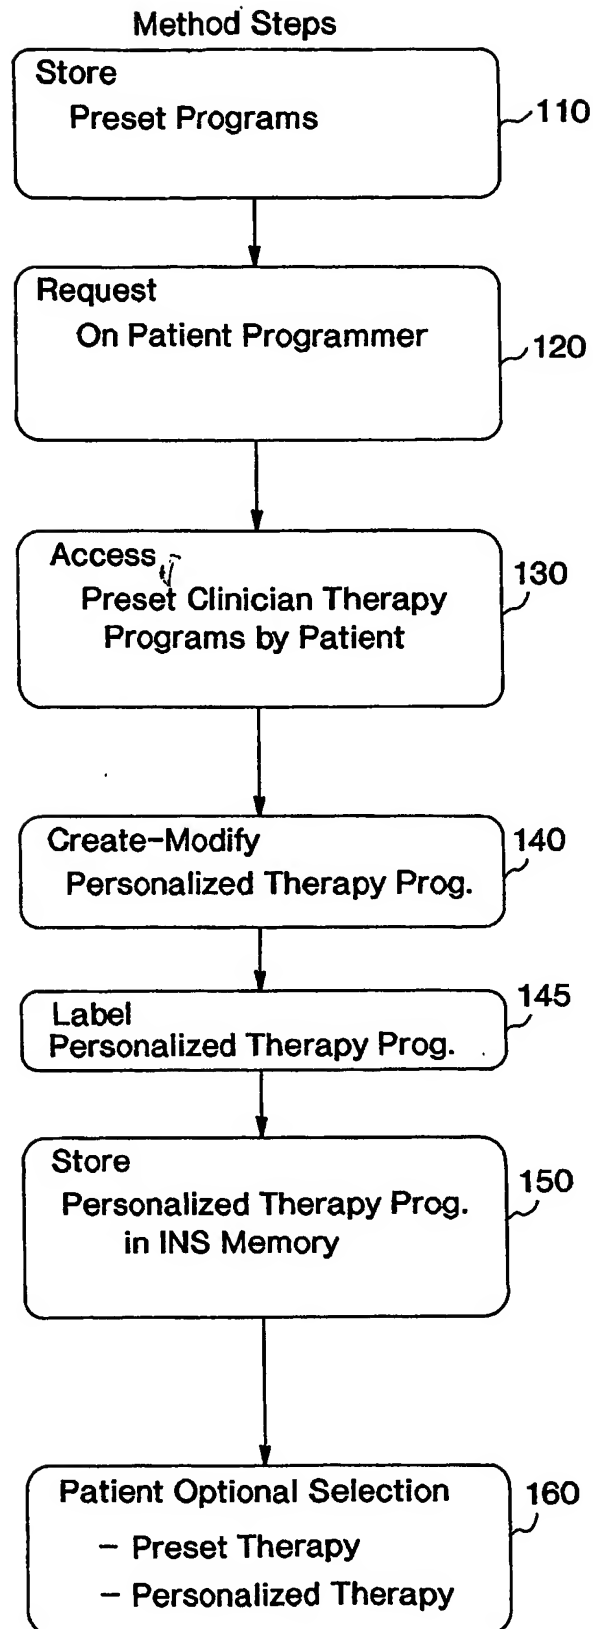 Method Steps
Store
Preset Programs
110
Request
On Patient Programmer
120
Access
Preset Clinician Therapy
Programs by Patient
130
Create-Modify
Personalized Therapy Prog.
140
Label
Personalized Therapy Prog.
145
Store
Personalized Therapy Prog.
in INS Memory
150
Patient Optional Selection
- Preset Therapy
- Personalized Therapy
160